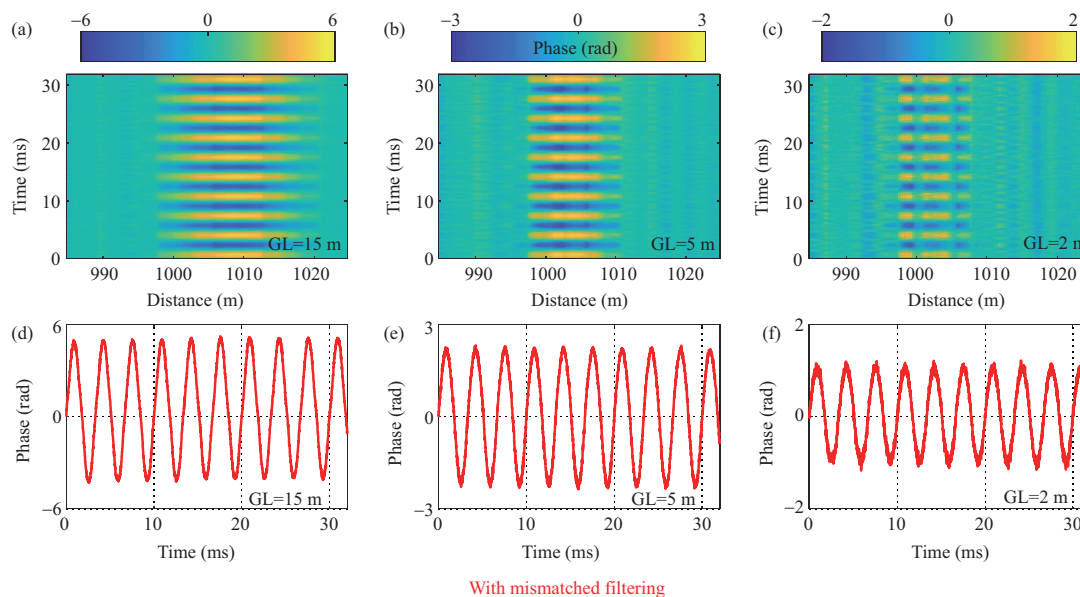 (a)
−6 0 6
(b)
−3 0 3
Phase (rad)
(c)
−2 0 2
30
20
10
0
Time (ms)
GL=15 m
990 1000 1010 1020
Distance (m)
30
20
10
0
Time (ms)
GL=5 m
990 1000 1010 1020
Distance (m)
30
20
10
0
Time (ms)
GL=2 m
990 1000 1010 1020
Distance (m)
(d)
6
0
−6
Phase (rad)
GL=15 m
0 10 20 30
Time (ms)
(e)
3
0
−3
Phase (rad)
GL=5 m
0 10 20 30
Time (ms)
(f)
2
0
−2
Phase (rad)
GL=2 m
0 10 20 30
Time (ms)
With mismatched filtering